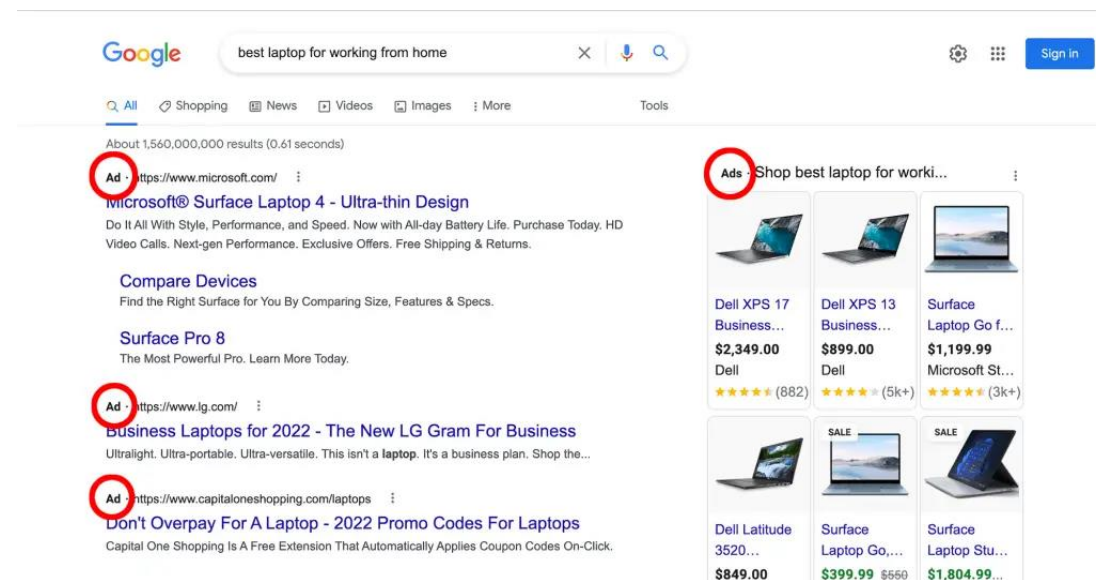 Google
best laptop for working from home
Sign in
All Shopping News Videos Images More Tools
About 1,560,000,000 results (0.61 seconds)
Ad · https://www.microsoft.com/
Microsoft® Surface Laptop 4 - Ultra-thin Design
Do It All With Style, Performance, and Speed. Now with All-day Battery Life. Purchase Today. HD
Video Calls. Next-gen Performance. Exclusive Offers. Free Shipping & Returns.
Compare Devices
Find the Right Surface for You By Comparing Size, Features & Specs.
Surface Pro 8
The Most Powerful Pro. Learn More Today.
Ad · https://www.lg.com/
Business Laptops for 2022 - The New LG Gram For Business
Ultralight. Ultra-portable. Ultra-versatile. This isn't a laptop. It's a business plan. Shop the...
Ad · https://www.capitaloneshopping.com/laptops
Don't Overpay For A Laptop - 2022 Promo Codes For Laptops
Capital One Shopping Is A Free Extension That Automatically Applies Coupon Codes On-Click.
Ads · Shop best laptop for worki...
Dell XPS 17
Business...
$2,349.00
Dell
(882)
Dell XPS 13
Business...
$899.00
Dell
(5k+)
Surface
Laptop Go f...
$1,199.99
Microsoft St...
(3k+)
Dell Latitude
3520...
$849.00
SALE
Surface
Laptop Go,...
$399.99 $550
SALE
Surface
Laptop Stu...
$1,804.99...